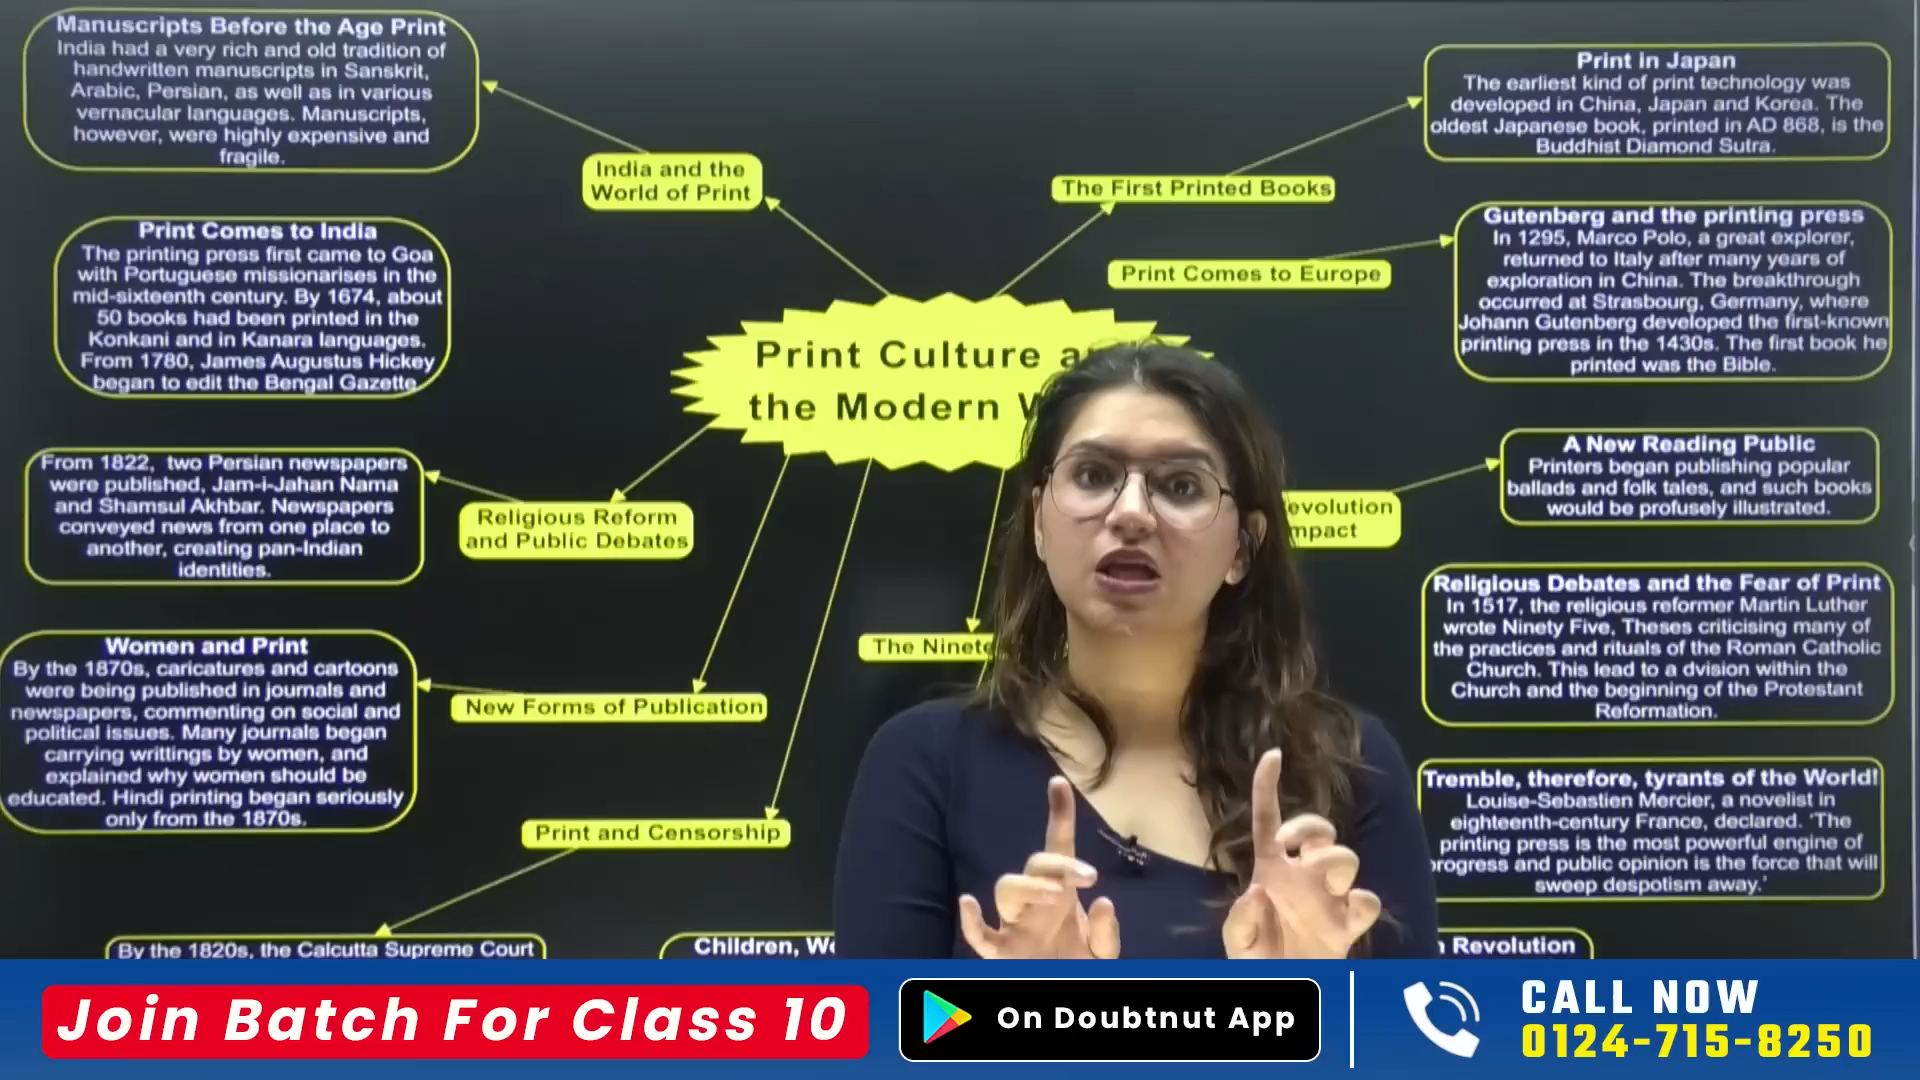 Manuscripts Before the Age Print
India had a very rich and old tradition of
handwritten manuscripts in Sanskrit,
Arabic, Persian, as well as in various
vernacular languages. Manuscripts,
however, were highly expensive and
fragile.
India and the
World of Print
Print Comes to India
The printing press first came to Goa
with Portuguese missionarises in the
mid-sixteenth century. By 1674, about
50 books had been printed in the
Konkani and in Kanara languages.
From 1780, James Augustus Hickey
began to edit the Bengal Gazette
Print Culture
the Modern
From 1822, two Persian newspapers
were published, Jam-i-Jahan Nama
and Shamsul Akhbar. Newspapers
conveyed news from one place to
another, creating pan-Indian
identities.
Religious Reform
and Public Debates
Women and Print
By the 1870s, caricatures and cartoons
were being published in journals and
newspapers, commenting on social and
political issues. Many journals began
carrying writtings by women, and
explained why women should be
educated. Hindi printing began seriously
only from the 1870s.
New Forms of Publication
The
Print and Censorship
By the 1820s, the Calcutta Supreme Court
Children,
The First Printed Books
Print in Japan
The earliest kind of print technology was
developed in China, Japan and Korea. The
oldest Japanese book, printed in AD 868, is the
Buddhist Diamond Sutra.
Print Comes to Europe
Gutenberg and the printing press
In 1295, Marco Polo, a great explorer,
returned to Italy after many years of
exploration in China. The breakthrough
occurred at Strasbourg, Germany, where
Johann Gutenberg developed the first-known
printing press in the 1430s. The first book he
printed was the Bible.
evolution
mpact
A New Reading Public
Printers began publishing popular
ballads and folk tales, and such books
would be profusely illustrated.
Religious Debates and the Fear of Print
In 1517, the religious reformer Martin Luther
wrote Ninety Five, Theses criticising many of
the practices and rituals of the Roman Catholic
Church. This lead to a dvision within the
Church and the beginning of the Protestant
Reformation.
Tremble, therefore, tyrants of the World!
Louise-Sebastien Mercier, a novelist in
eighteenth-century France, declared. 'The
printing press is the most powerful engine of
progress and public opinion is the force that will
sweep despotism away.'
Revolution
Join Batch For Class 10
On Doubtnut App
CALL NOW
0124-715-8250